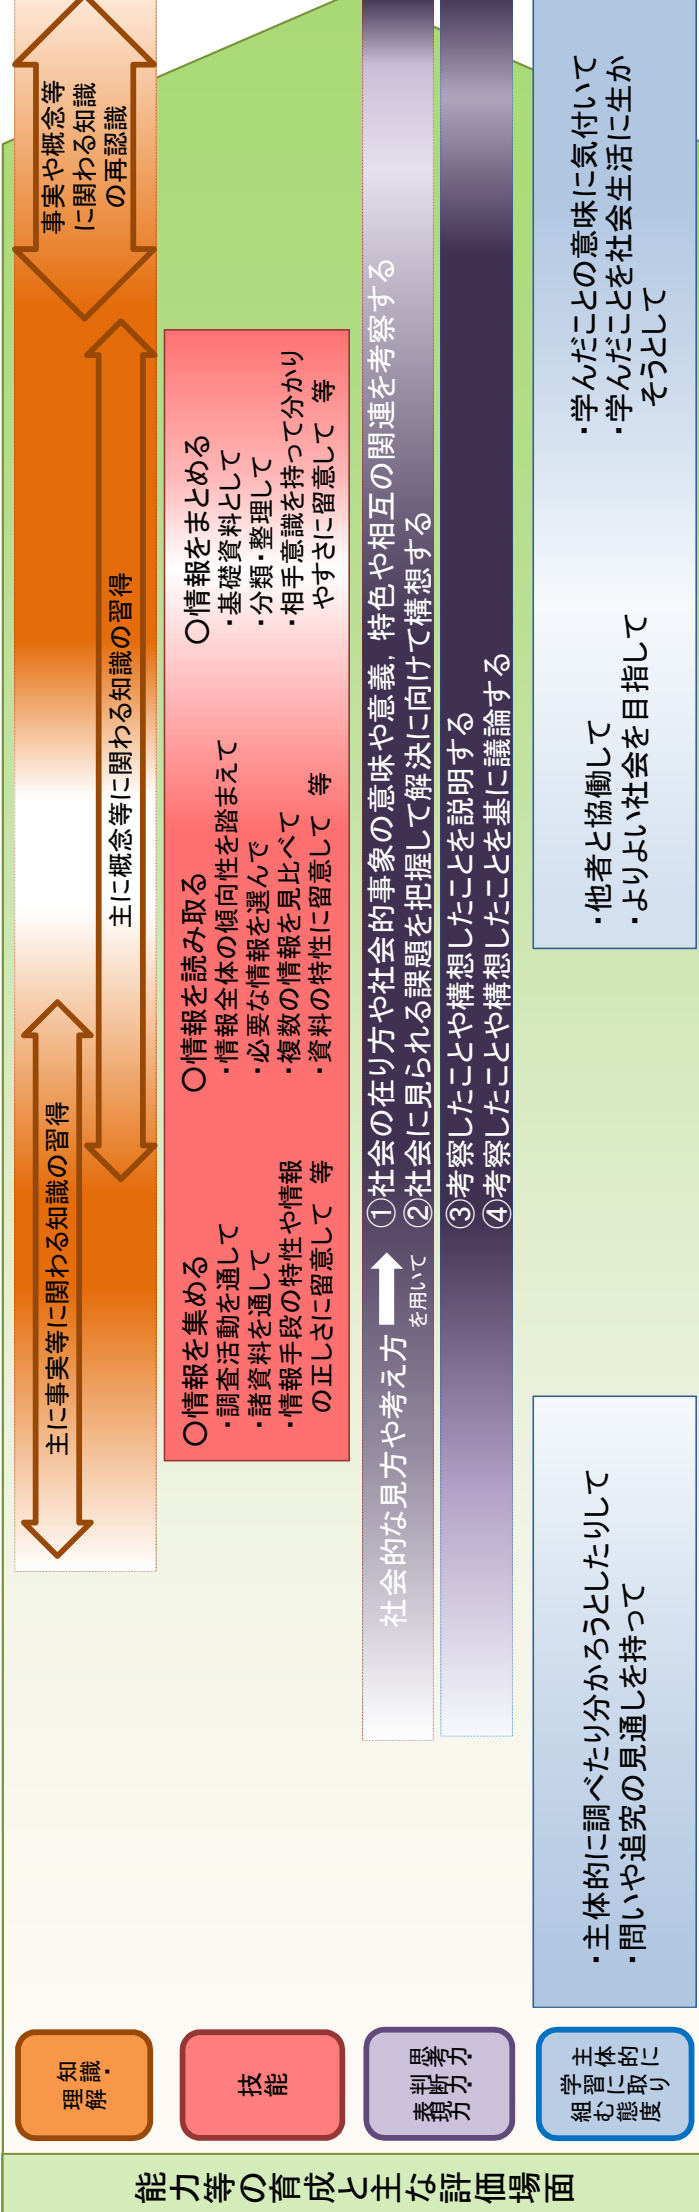 能力等の育成と主な評価場面
知識・
理解
主に事実等に関わる知識の習得
主に概念等に関わる知識の習得
事実や概念等
に関わる知識
の再認識
技能
〇情報を集める
・調査活動を通して
・諸資料を通して
・情報手段の特性や情報
の正しさに留意して 等
〇情報を読み取る
・情報全体の傾向性を踏まえて
・必要な情報を選んで
・複数の情報を見比べて
・資料の特性に留意して 等
〇情報をまとめる
・基礎資料として
・分類・整理して
・相手意識を持って分かり
やすさに留意して 等
思考力・
判断力・
表現力
社会的な見方や考え方
を用いて
①社会の在り方や社会的事象の意味や意義，特色や相互の関連を考察する
②社会に見られる課題を把握して解決に向けて構想する
③考察したことや構想したことを説明する
④考察したことや構想したことを基に議論する
主体的に
学習に取り
組む態度
・主体的に調べたり分かろうとしたりして
・問いや追究の見通しを持って
・他者と協働して
・よりよい社会を目指して
・学んだことの意味に気付いて
・学んだことを社会生活に生か
そうとして